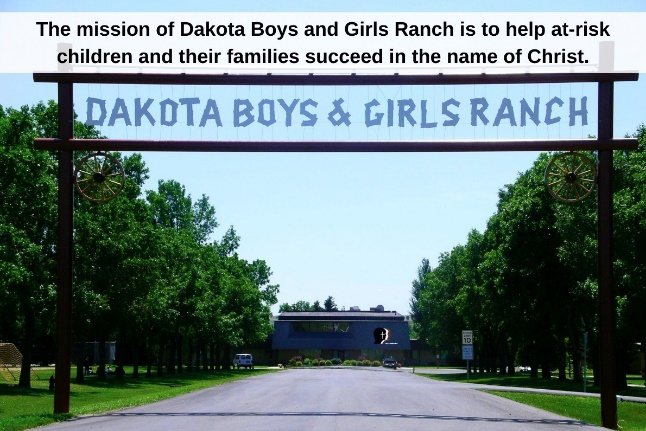 The mission of Dakota Boys and Girls Ranch is to help at-risk
children and their families succeed in the name of Christ.
DAKOTA BOYS & GIRLS RANCH
10